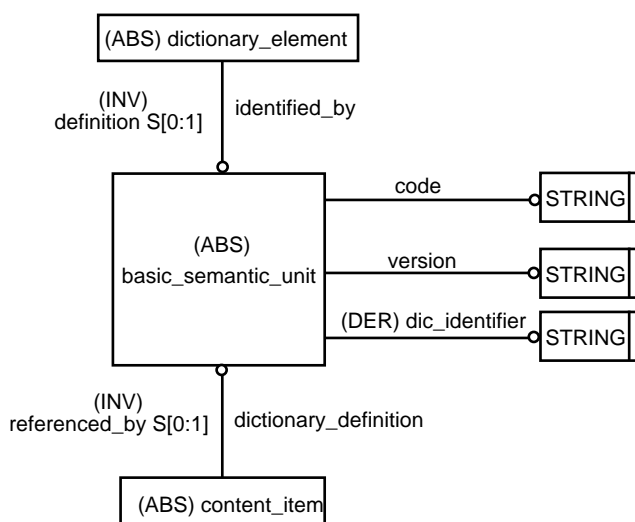 (ABS) dictionary_element
(INV)
definition S[0:1]
identified_by
code
STRING
(ABS)
basic_semantic_unit
version
STRING
(DER) dic_identifier
STRING
(INV)
referenced_by S[0:1]
dictionary_definition
(ABS) content_item